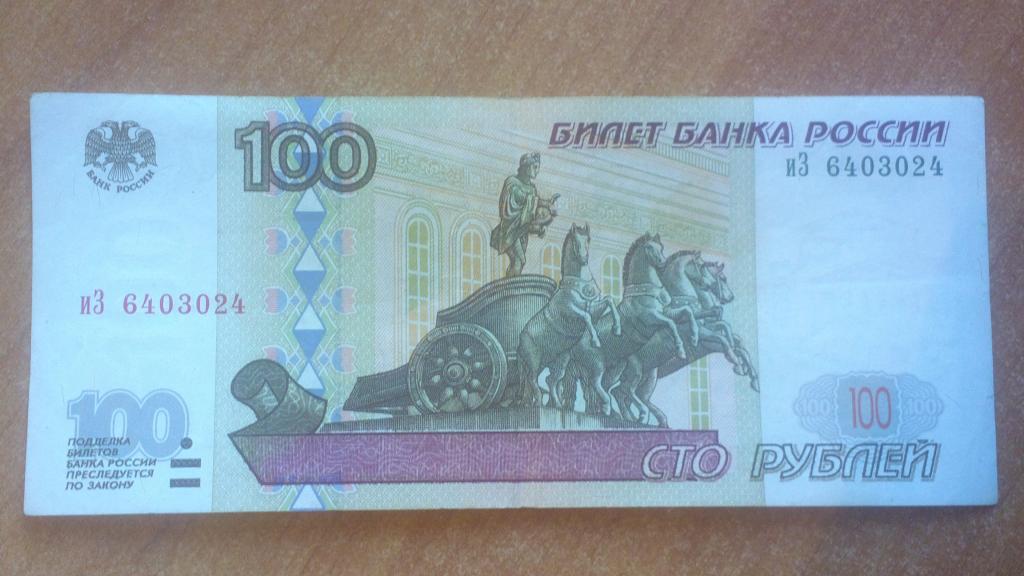 100
БИЛЕТ БАНКА РОССИИ
иЗ 6403024
БАНК РОССИИ
иЗ 6403024
100
ПОДДЕЛКА
БИЛЕТОВ
БАНКА РОССИИ
ПРЕСЛЕДУЕТСЯ
ПО ЗАКОНУ
100 100 100
СТО РУБЛЕЙ